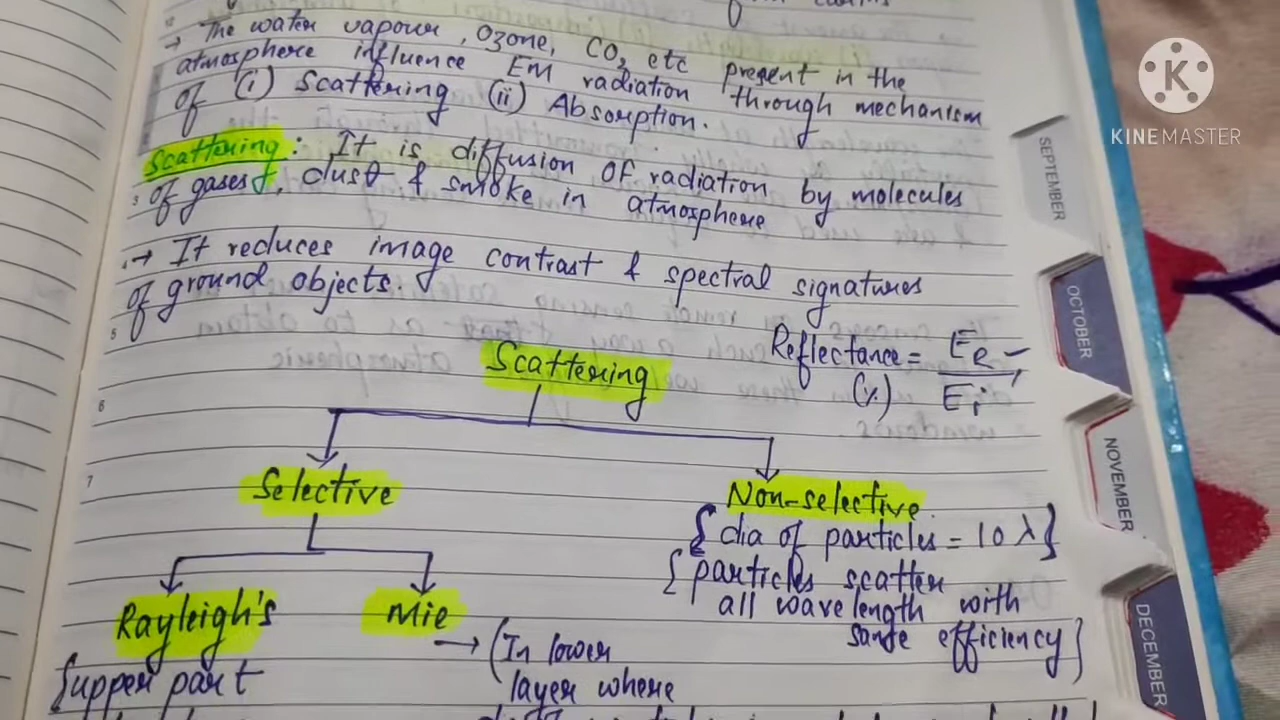 → The water vapour, Ozone, CO2 etc present in the
atmosphere influence EM radiation through mechanism
of (i) Scattering (ii) Absorption.
Scattering: It is diffusion of radiation by molecules
of gases, dust & smoke in atmosphere
→ It reduces image contrast & spectral signatures
of ground objects.
Reflectance = ER
(%) Ei
Scattering
Selective
Non-selective
{dia of particles = 10 λ}
{particles scatter
all wavelength with
same efficiency}
Rayleigh's
Mie
{upper part
→ (In lower
layer where
5
6
7
SEPTEMBER
OCTOBER
NOVEMBER
DECEMBER
K
KINEMASTER